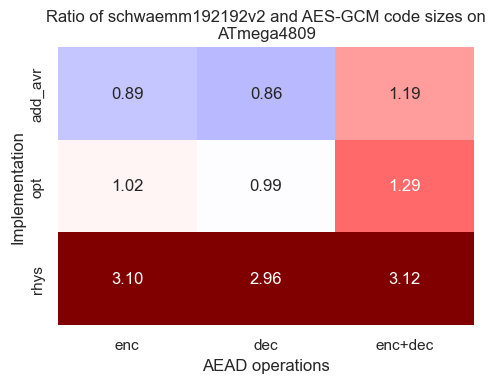 Ratio of schwaemm192192v2 and AES-GCM code sizes on
ATmega4809
Implementation
add_avr
0.89 0.86 1.19
opt
1.02 0.99 1.29
rhys
3.10 2.96 3.12
enc dec enc+dec
AEAD operations